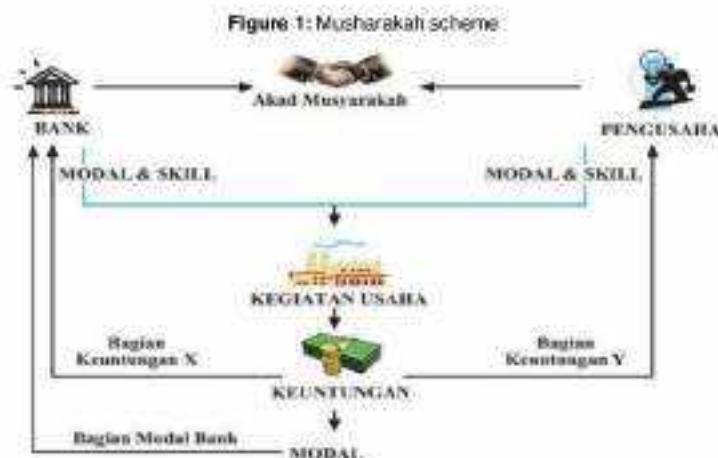 Figure 1: Musharakah scheme
Akad Musyarakah
BANK
PENGUSAHA
MODAL & SKILL
MODAL & SKILL
KEGIATAN USAHA
Bagian
Keuntungan X
Bagian
Keuntungan Y
KEUNTUNGAN
Bagian Modal Bank
MODAL